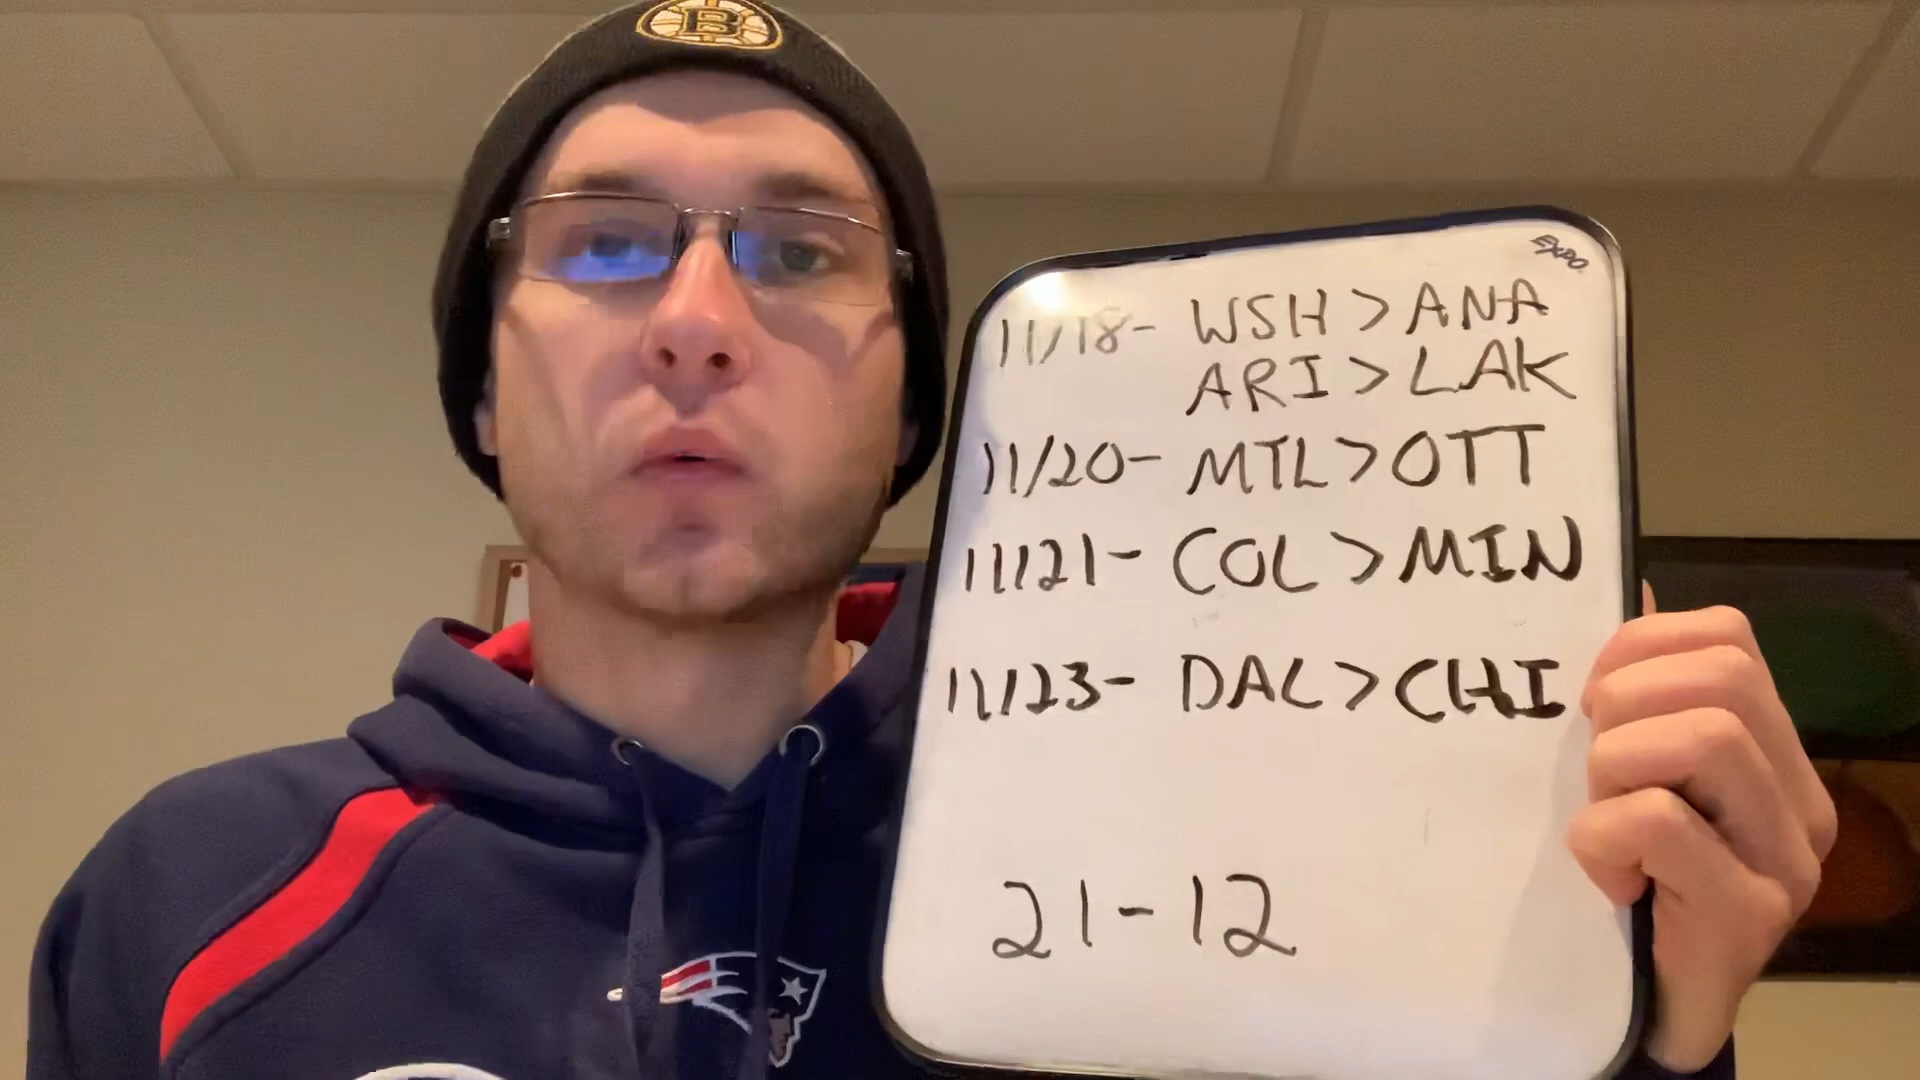 B
EXPO
11/18- WSH > ANA
ARI > LAK
11/20- MTL > OTT
11/21- COL > MIN
11/23- DAL > CHI
21-12